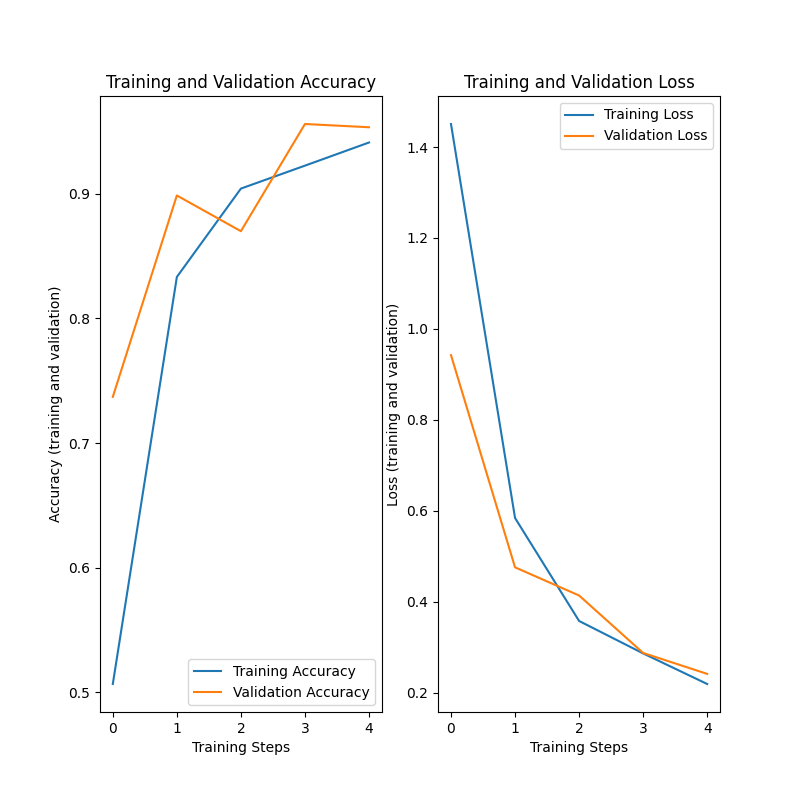 Training and Validation Accuracy
Accuracy (training and validation)
0.9
0.8
0.7
0.6
0.5
0 1 2 3 4
Training Steps
Training Accuracy
Validation Accuracy
Training and Validation Loss
Loss (training and validation)
1.4
1.2
1.0
0.8
0.6
0.4
0.2
0 1 2 3 4
Training Steps
Training Loss
Validation Loss